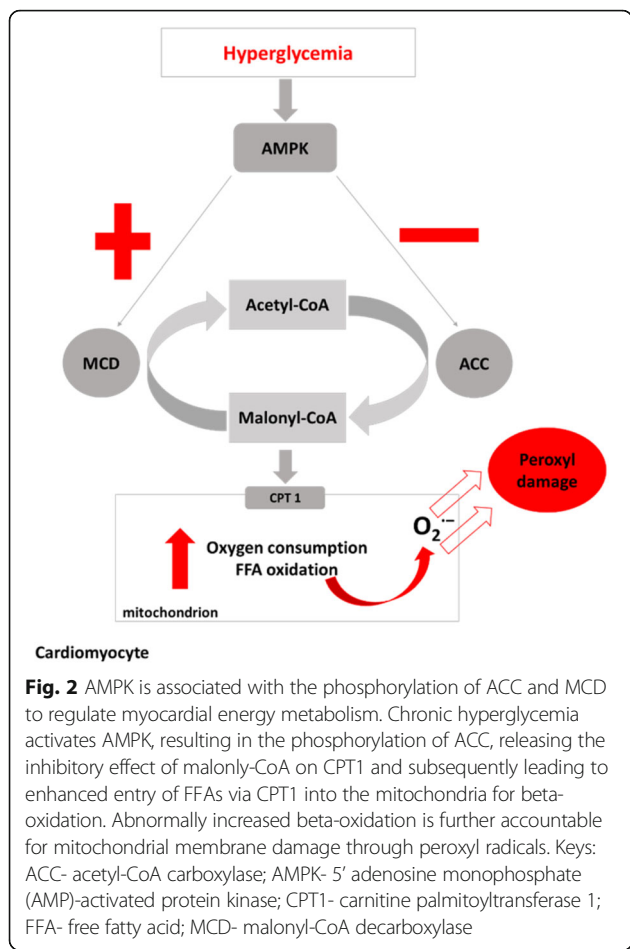 Hyperglycemia
AMPK
+
—
Acetyl-CoA
MCD
ACC
Malonyl-CoA
Peroxyl
damage
CPT 1
O₂·−
Oxygen consumption
FFA oxidation
mitochondrion
Cardiomyocyte
Fig. 2 AMPK is associated with the phosphorylation of ACC and MCD
to regulate myocardial energy metabolism. Chronic hyperglycemia
activates AMPK, resulting in the phosphorylation of ACC, releasing the
inhibitory effect of malonly-CoA on CPT1 and subsequently leading to
enhanced entry of FFAs via CPT1 into the mitochondria for beta-
oxidation. Abnormally increased beta-oxidation is further accountable
for mitochondrial membrane damage through peroxyl radicals. Keys:
ACC- acetyl-CoA carboxylase; AMPK- 5′ adenosine monophosphate
(AMP)-activated protein kinase; CPT1- carnitine palmitoyltransferase 1;
FFA- free fatty acid; MCD- malonyl-CoA decarboxylase